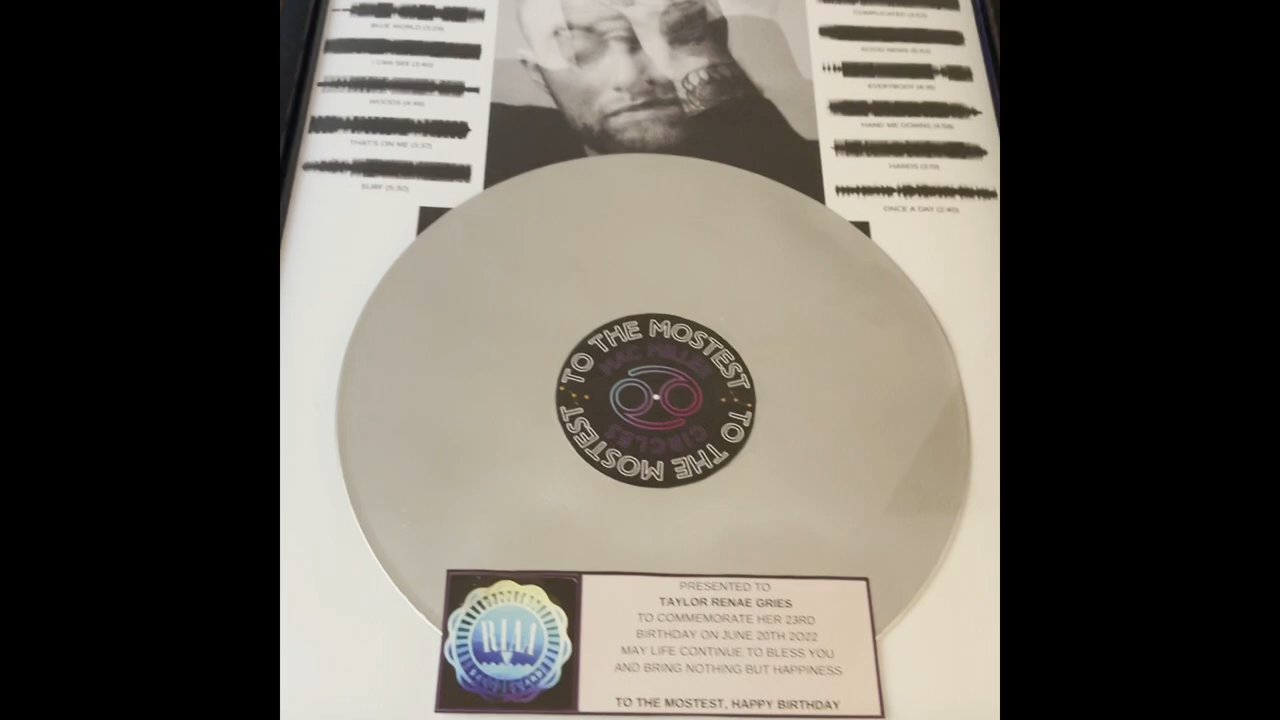 BLUE WORLD (3:29)
I CAN SEE (3:40)
WOODS (4:46)
THAT'S ON ME (3:37)
SURF (5:30)
COMPLICATED (3:52)
GOOD NEWS (5:42)
EVERYBODY (4:16)
HAND ME DOWNS (4:58)
HANDS (3:19)
ONCE A DAY (2:40)
TO THE MOSTEST
MAC MILLER
CIRCLES
TO THE MOSTEST
RIAA
PRESENTED TO
TAYLOR RENAE GRIES
TO COMMEMORATE HER 23RD
BIRTHDAY ON JUNE 20TH 2022
MAY LIFE CONTINUE TO BLESS YOU
AND BRING NOTHING BUT HAPPINESS
TO THE MOSTEST, HAPPY BIRTHDAY